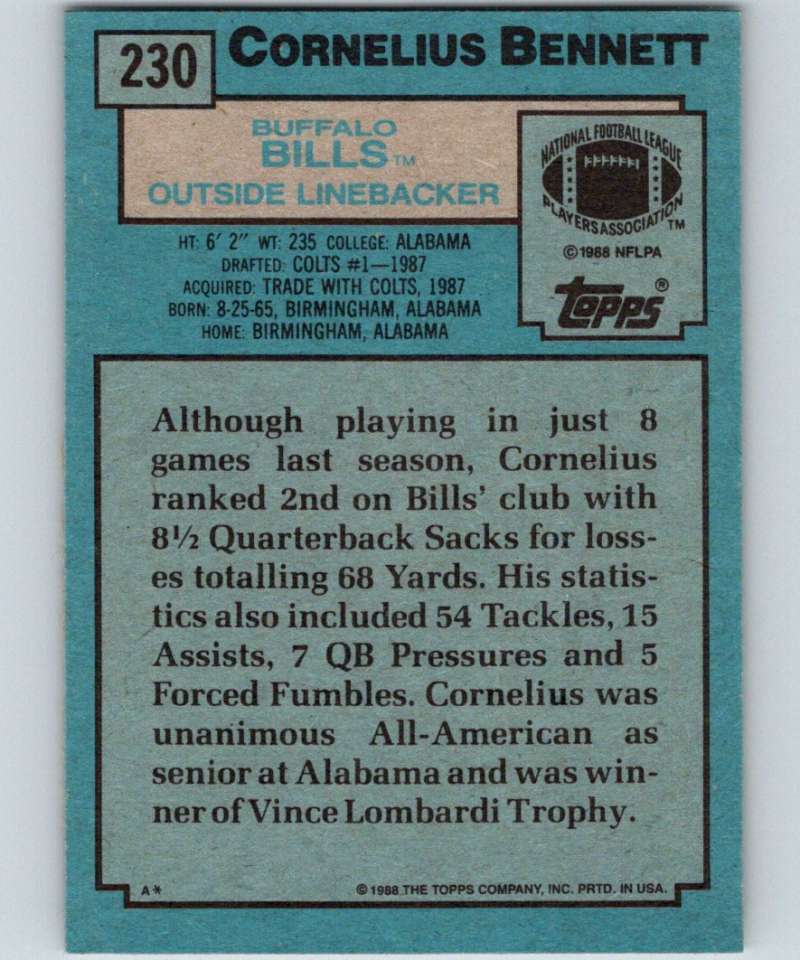 230
CORNELIUS BENNETT
BUFFALO
BILLS™
OUTSIDE LINEBACKER
NATIONAL FOOTBALL LEAGUE
PLAYERS ASSOCIATION™
©1988 NFLPA
Topps®
HT: 6' 2" WT: 235 COLLEGE: ALABAMA
DRAFTED: COLTS #1—1987
ACQUIRED: TRADE WITH COLTS, 1987
BORN: 8-25-65, BIRMINGHAM, ALABAMA
HOME: BIRMINGHAM, ALABAMA
Although playing in just 8
games last season, Cornelius
ranked 2nd on Bills' club with
8½ Quarterback Sacks for loss-
es totalling 68 Yards. His statis-
tics also included 54 Tackles, 15
Assists, 7 QB Pressures and 5
Forced Fumbles. Cornelius was
unanimous All-American as
senior at Alabama and was win-
ner of Vince Lombardi Trophy.
A*
© 1988 THE TOPPS COMPANY, INC. PRTD. IN USA.